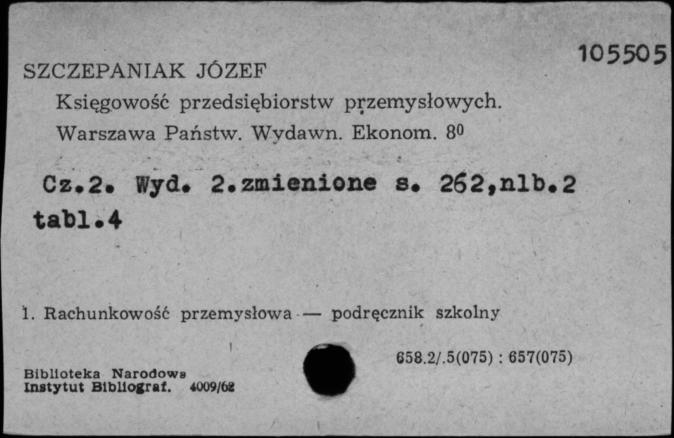 105505
SZCZEPANIAK JÓZEF
Księgowość przedsiębiorstw przemysłowych.
Warszawa Państw. Wydawn. Ekonom. 8⁰
Cz.2. Wyd. 2.zmienione s. 262,nlb.2
tabl.4
1. Rachunkowość przemysłowa — podręcznik szkolny
658.2/.5(075) : 657(075)
Biblioteka Narodowa
Instytut Bibliograf. 4009/62